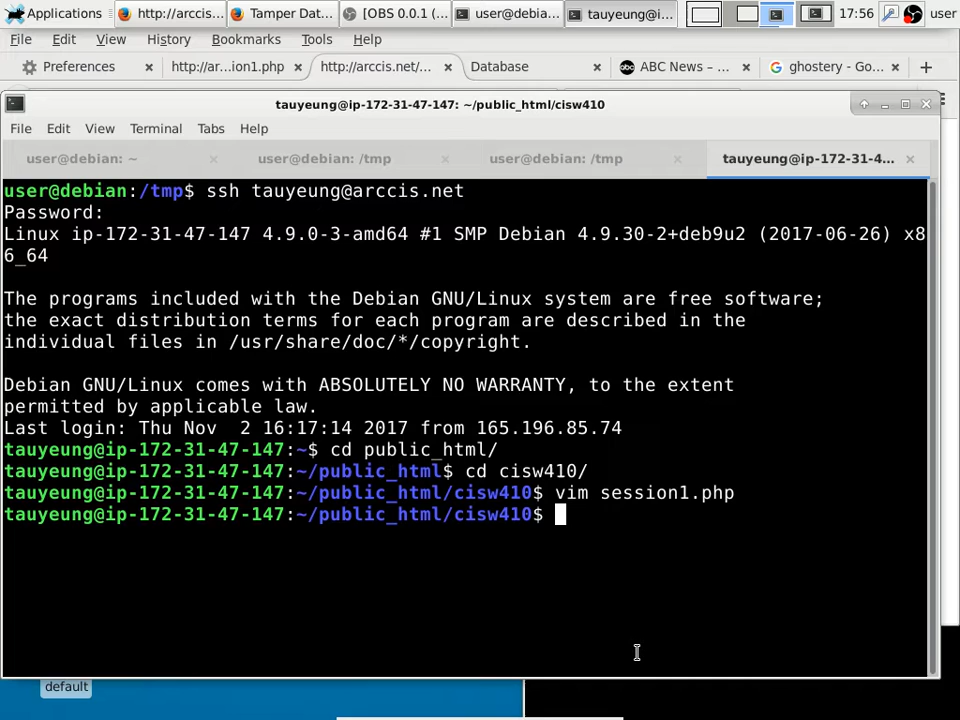 Applications http://arccis.... Tamper Dat... [OBS 0.0.1 (... user@debia... tauyeung@i... 17:56 user
File Edit View History Bookmarks Tools Help
Preferences http://ar...ion1.php http://arccis.net/... Database ABC News – ... ghostery - Go...
tauyeung@ip-172-31-47-147: ~/public_html/cisw410
File Edit View Terminal Tabs Help
user@debian: ~ user@debian: /tmp user@debian: /tmp tauyeung@ip-172-31-4...
user@debian:/tmp$ ssh tauyeung@arccis.net
Password:
Linux ip-172-31-47-147 4.9.0-3-amd64 #1 SMP Debian 4.9.30-2+deb9u2 (2017-06-26) x8
6_64
The programs included with the Debian GNU/Linux system are free software;
the exact distribution terms for each program are described in the
individual files in /usr/share/doc/*/copyright.
Debian GNU/Linux comes with ABSOLUTELY NO WARRANTY, to the extent
permitted by applicable law.
Last login: Thu Nov  2 16:17:14 2017 from 165.196.85.74
tauyeung@ip-172-31-47-147:~$ cd public_html/
tauyeung@ip-172-31-47-147:~/public_html$ cd cisw410/
tauyeung@ip-172-31-47-147:~/public_html/cisw410$ vim session1.php
tauyeung@ip-172-31-47-147:~/public_html/cisw410$
default